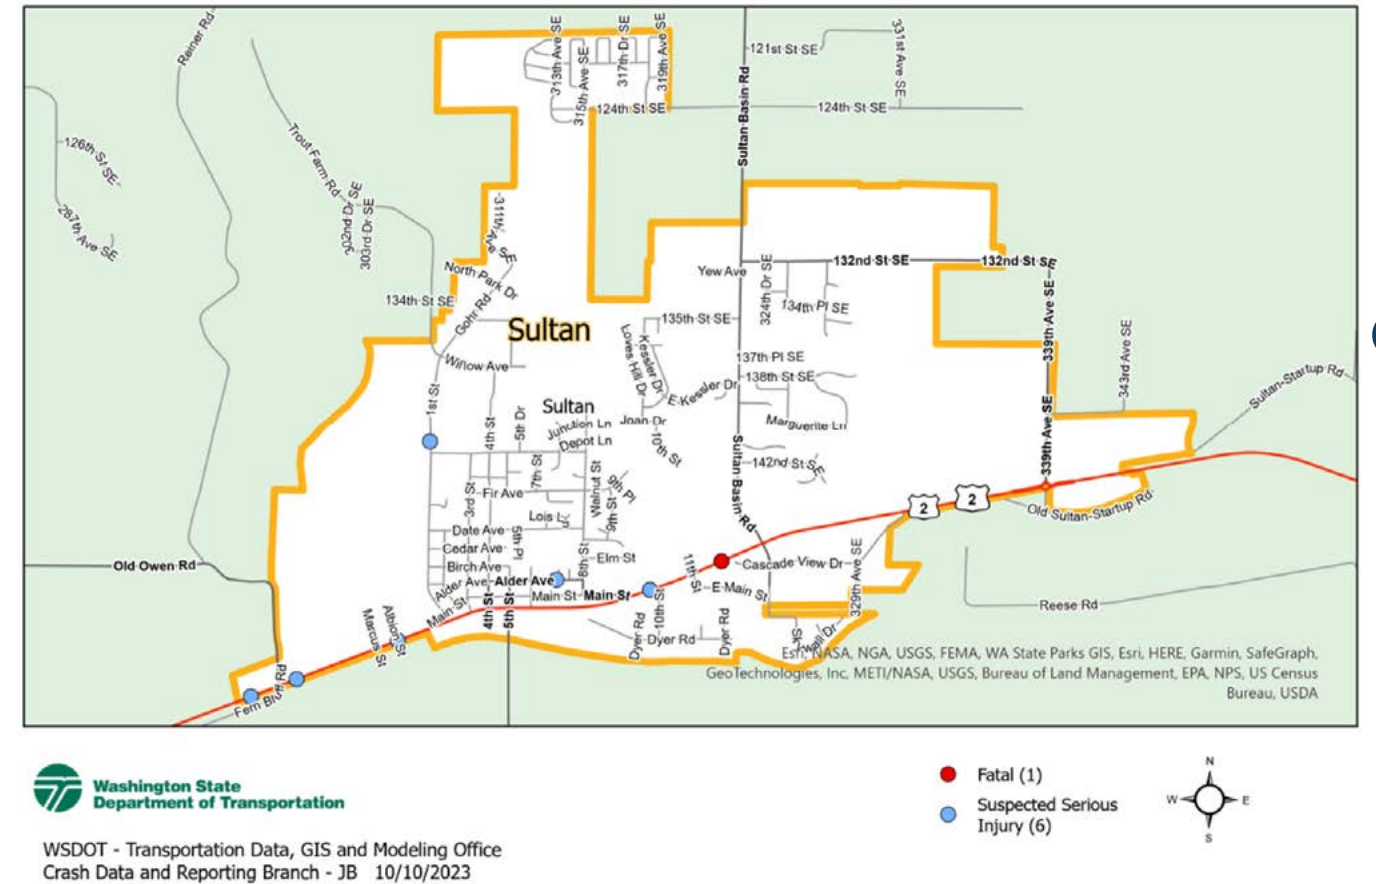 Reiner Rd
126th St SE
287th Ave SE
Trout Farm Rd
302nd Dr SE
303rd Dr SE
313th Ave SE
315th Ave SE
317th Dr SE
319th Ave SE
124th St SE
Sultan Basin Rd
121st St SE
331st Ave SE
124th St SE
311th Ave SE
Ave
North Park Dr
134th St SE
Gohr Rd
Sultan
Willow Ave
1st St
Yew Ave
324th Dr SE
132nd St SE
132nd St SE
134th Pl SE
135th St SE
Loves Hill Dr
Kessler Dr
E Kessler Dr
137th Pl SE
138th St SE
Marguerite Ln
339th Ave SE
343rd Ave SE
Sultan-Startup Rd
Sultan
4th St
5th Dr
Junction Ln
Depot Ln
Joan Dr
10th St
Sultan Basin Rd
142nd St SE
339th Ave SE
3rd St
Fir Ave
7th St
Walnut St
9th Pl
9th St
Lois Ln
Date Ave
5th Pl
Cedar Ave
Birch Ave
8th St
Elm St
Alder Ave
Alder Ave
Main St
Main St
Main St
4th St
5th St
10th St
11th St
E Main St
Cascade View Dr
329th Ave SE
2
2
Old Sultan-Startup Rd
Reese Rd
Old Owen Rd
Marcus St
Albion St
Fern Bluff Rd
Dyer Rd
Dyer Rd
Dyer Rd
Skwall Dr
Esri, NASA, NGA, USGS, FEMA, WA State Parks GIS, Esri, HERE, Garmin, SafeGraph,
GeoTechnologies, Inc, METI/NASA, USGS, Bureau of Land Management, EPA, NPS, US Census
Bureau, USDA
Washington State
Department of Transportation
WSDOT - Transportation Data, GIS and Modeling Office
Crash Data and Reporting Branch - JB 10/10/2023
Fatal (1)
Suspected Serious
Injury (6)
N
W
E
S